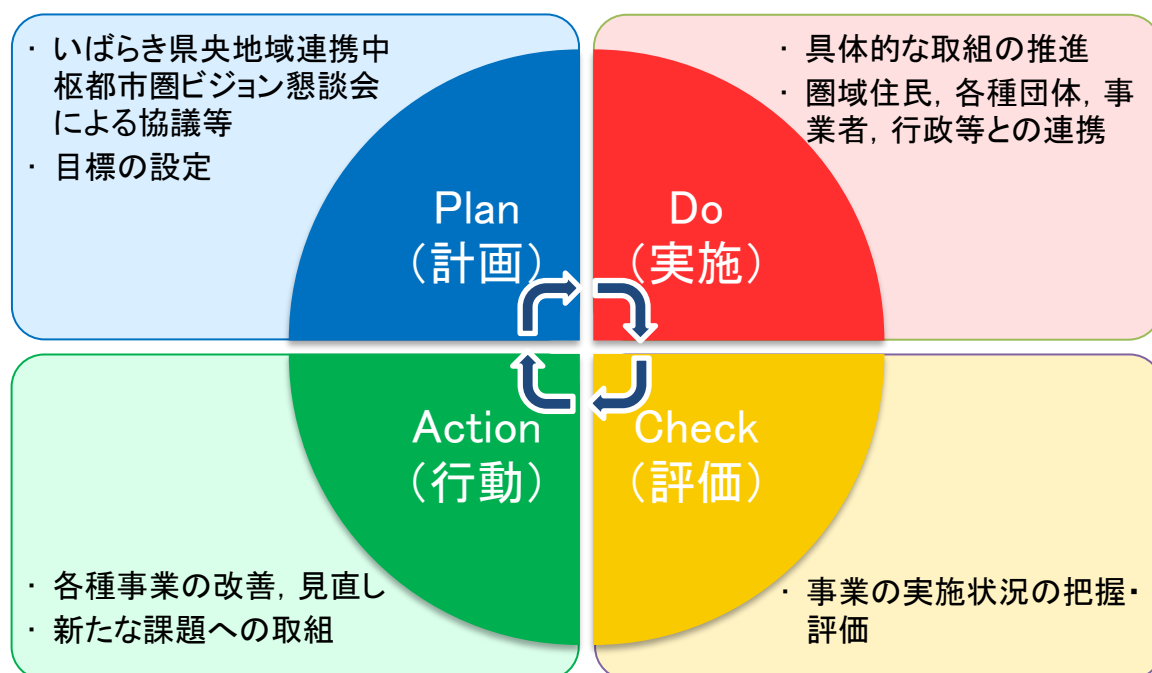 ・ いばらき県央地域連携中
枢都市圏ビジョン懇談会
による協議等
・ 目標の設定
・ 具体的な取組の推進
・ 圏域住民，各種団体，事
業者，行政等との連携
Plan
（計画）
Do
（実施）
Action
（行動）
Check
（評価）
・ 各種事業の改善，見直し
・ 新たな課題への取組
・ 事業の実施状況の把握・
評価